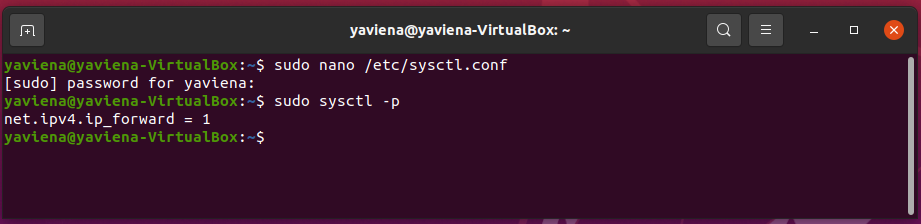 yaviena@yaviena-VirtualBox: ~
yaviena@yaviena-VirtualBox:~$ sudo nano /etc/sysctl.conf
[sudo] password for yaviena:
yaviena@yaviena-VirtualBox:~$ sudo sysctl -p
net.ipv4.ip_forward = 1
yaviena@yaviena-VirtualBox:~$